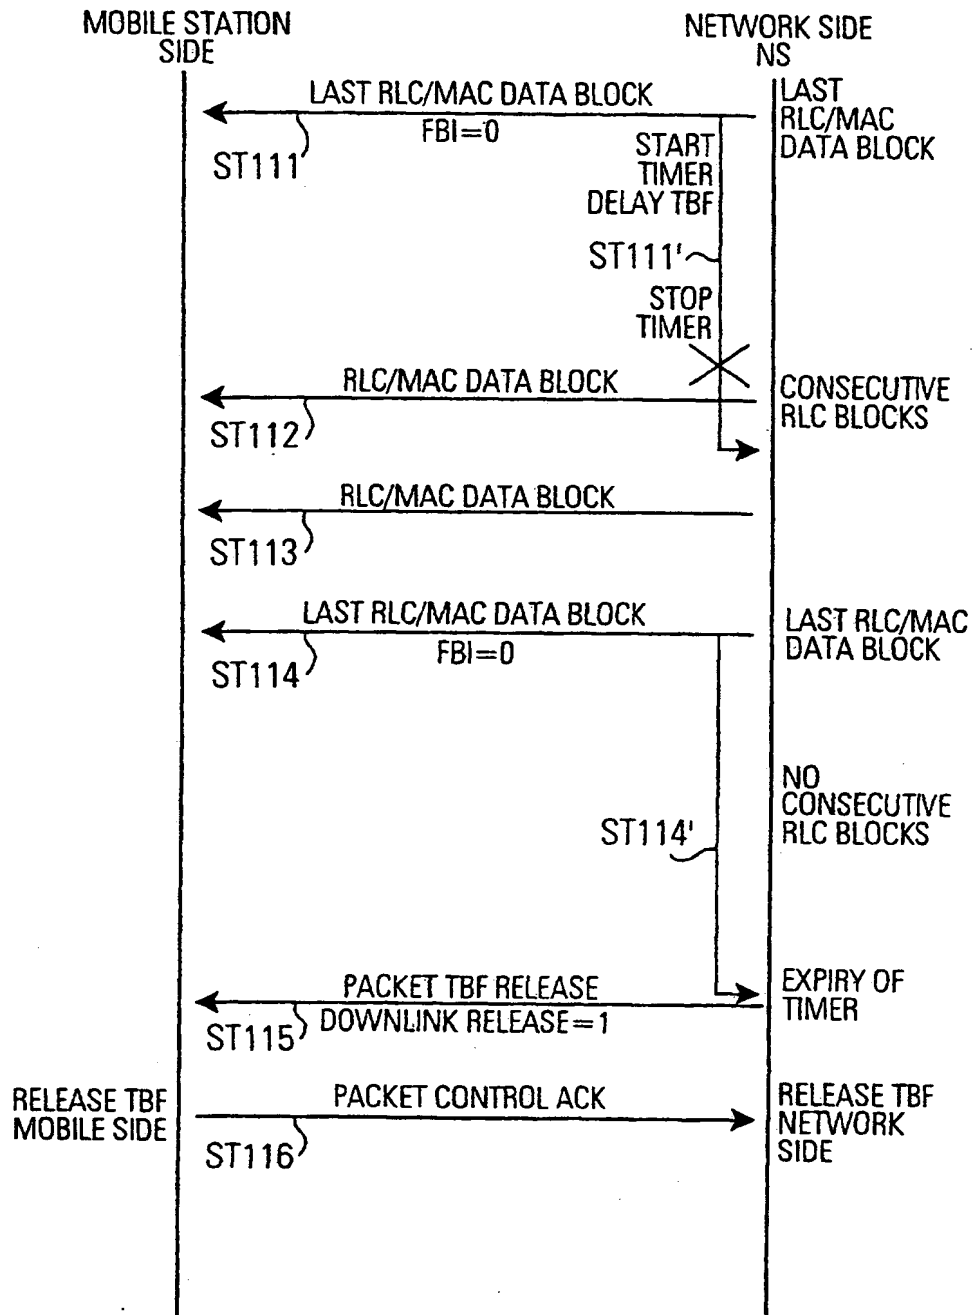 MOBILE STATION
SIDE
NETWORK SIDE
NS
LAST RLC/MAC DATA BLOCK
FBI=0
LAST
RLC/MAC
DATA BLOCK
ST111
START
TIMER
DELAY TBF
ST111'
STOP
TIMER
RLC/MAC DATA BLOCK
CONSECUTIVE
RLC BLOCKS
ST112
RLC/MAC DATA BLOCK
ST113
LAST RLC/MAC DATA BLOCK
FBI=0
LAST RLC/MAC
DATA BLOCK
ST114
NO
CONSECUTIVE
RLC BLOCKS
ST114'
PACKET TBF RELEASE
DOWNLINK RELEASE=1
EXPIRY OF
TIMER
ST115
RELEASE TBF
MOBILE SIDE
PACKET CONTROL ACK
RELEASE TBF
NETWORK
SIDE
ST116